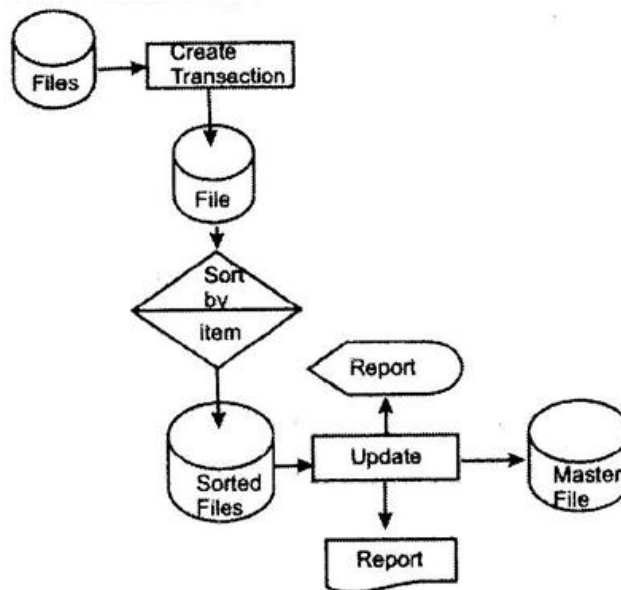 Files
Create
Transaction
File
Sort
by
item
Report
Sorted
Files
Update
Master
File
Report